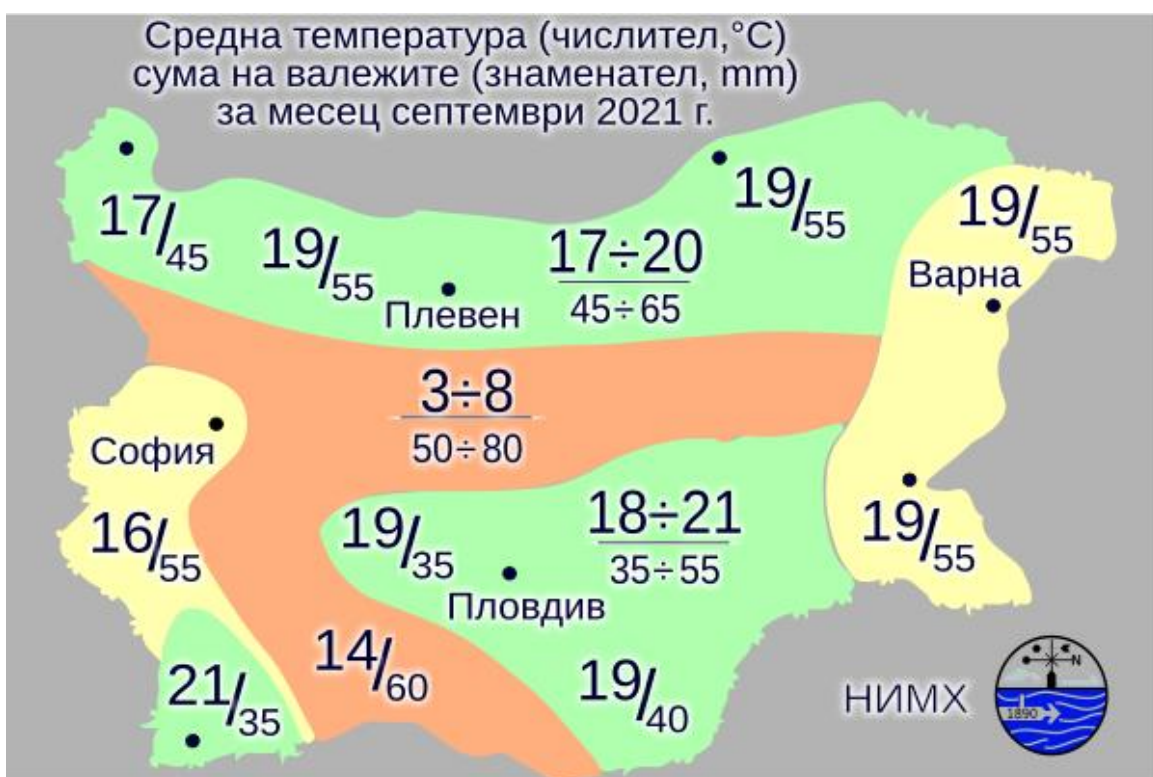 Средна температура (числител,°C)
сума на валежите (знаменател, mm)
за месец септември 2021 г.
17/45
19/55
Плевен
17÷20
45÷65
19/55
19/55
Варна
3÷8
50÷80
София
16/55
19/35
Пловдив
18÷21
35÷55
19/55
14/60
21/35
19/40
НИМХ
N
1890